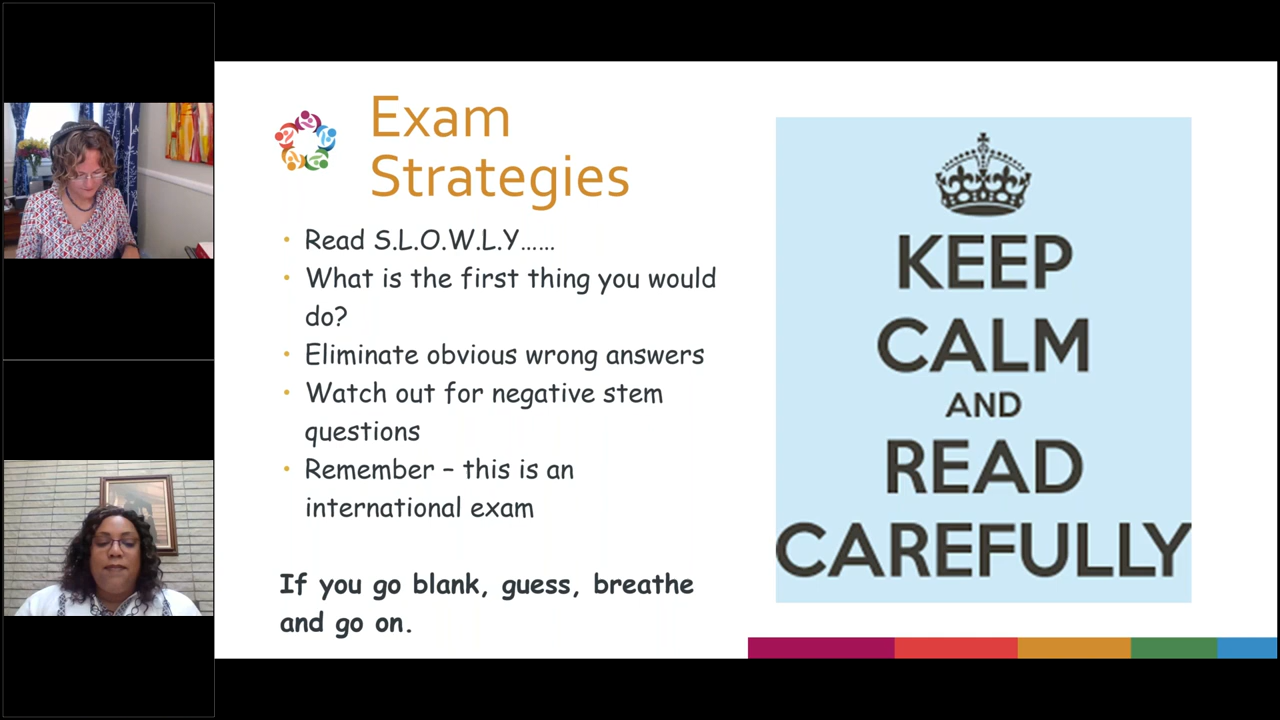 Exam
Strategies
• Read S.L.O.W.L.Y……
• What is the first thing you would
do?
• Eliminate obvious wrong answers
• Watch out for negative stem
questions
• Remember – this is an
international exam
If you go blank, guess, breathe
and go on.
KEEP
CALM
AND
READ
CAREFULLY